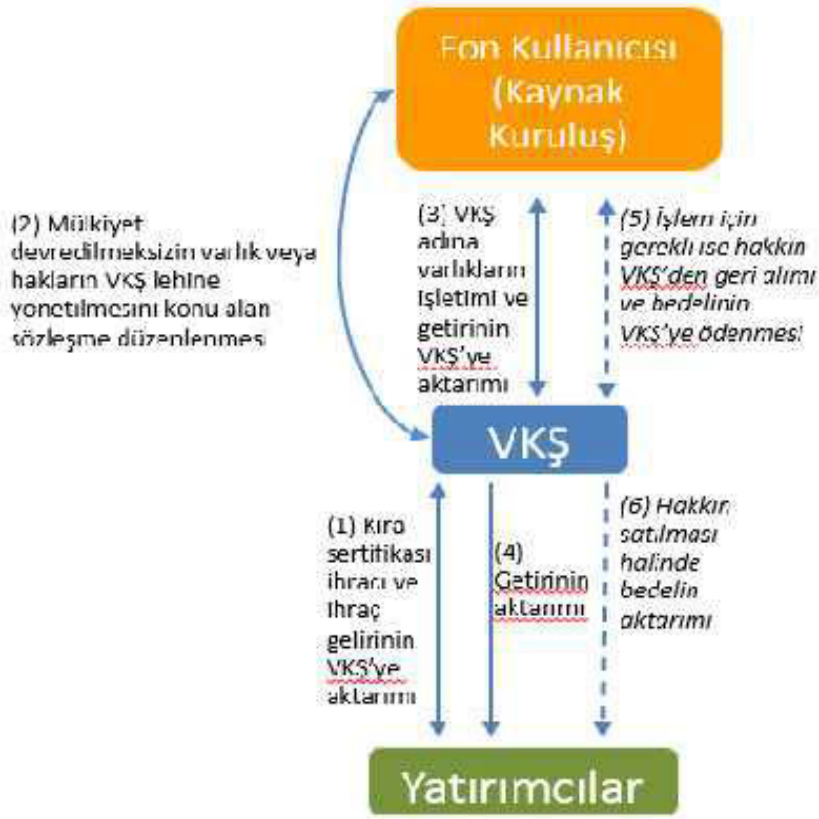 Fon Kullanıcısı
(Kaynak
Kuruluş)
(2) Mülkiyet
devredilmeksizin varlık veya
hakların VKŞ lehine
yönetilmesini konu alan
sözleşme düzenlenmesi
(3) VKŞ
adına
varlıkların
işletimi ve
getirinin
VKŞ'ye
aktarımı
(5) İşlem için
gerekli ise hakkın
VKŞ'den geri alımı
ve bedelinin
VKŞ'ye ödenmesi
VKŞ
(1) Kira
sertifikası
ihracı ve
ihraç
gelirinin
VKŞ'ye
aktarımı
(4)
Getirinin
aktarımı
(6) Hakkın
satılması
halinde
bedelin
aktarımı
Yatırımcılar